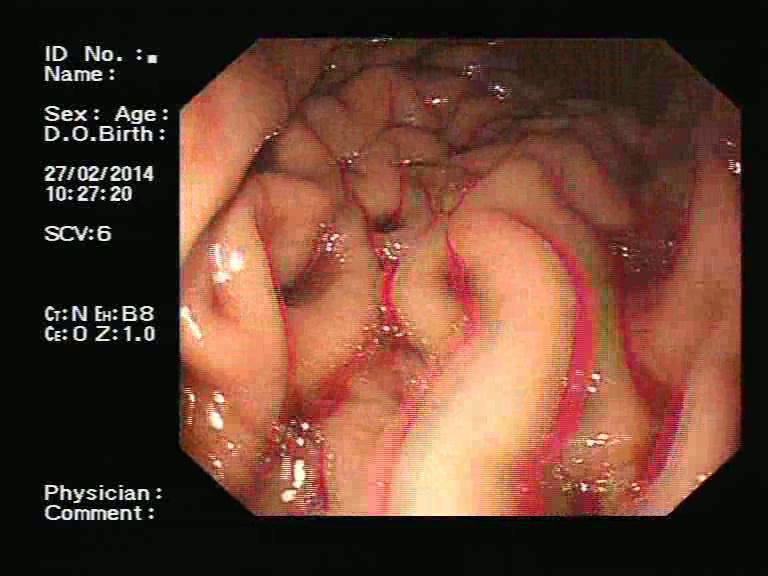 ID No. :
Name:
Sex: Age:
D.O.Birth:
27/02/2014
10:27:20
SCV:6
CT:N EH:B8
CE:0 Z:1.0
Physician:
Comment: